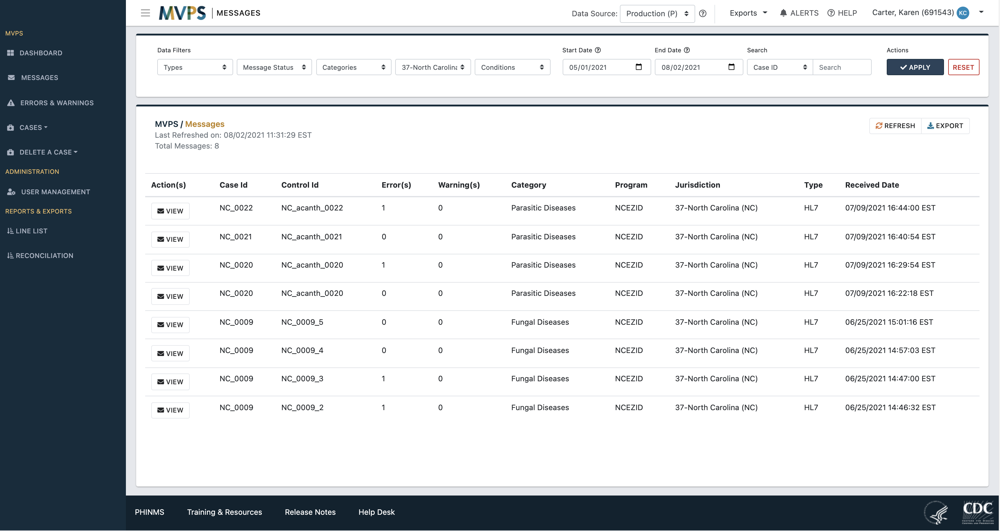 MVPS | MESSAGES Data Source: Production (P) Exports ALERTS HELP Carter, Karen (691543) KC
MVPS
DASHBOARD
MESSAGES
ERRORS & WARNINGS
CASES
DELETE A CASE
ADMINISTRATION
USER MANAGEMENT
REPORTS & EXPORTS
LINE LIST
RECONCILIATION
Data Filters Start Date End Date Search Actions
Types Message Status Categories 37-North Carolina Conditions 05/01/2021 08/02/2021 Case ID Search APPLY RESET
MVPS / Messages
Last Refreshed on: 08/02/2021 11:31:29 EST
Total Messages: 8
REFRESH EXPORT
Action(s) Case Id Control Id Error(s) Warning(s) Category Program Jurisdiction Type Received Date
VIEW NC_0022 NC_acanth_0022 1 0 Parasitic Diseases NCEZID 37-North Carolina (NC) HL7 07/09/2021 16:44:00 EST
VIEW NC_0021 NC_acanth_0021 0 0 Parasitic Diseases NCEZID 37-North Carolina (NC) HL7 07/09/2021 16:40:54 EST
VIEW NC_0020 NC_acanth_0020 1 0 Parasitic Diseases NCEZID 37-North Carolina (NC) HL7 07/09/2021 16:29:54 EST
VIEW NC_0020 NC_acanth_0020 0 0 Parasitic Diseases NCEZID 37-North Carolina (NC) HL7 07/09/2021 16:22:18 EST
VIEW NC_0009 NC_0009_5 0 0 Fungal Diseases NCEZID 37-North Carolina (NC) HL7 06/25/2021 15:01:16 EST
VIEW NC_0009 NC_0009_4 0 0 Fungal Diseases NCEZID 37-North Carolina (NC) HL7 06/25/2021 14:57:03 EST
VIEW NC_0009 NC_0009_3 1 0 Fungal Diseases NCEZID 37-North Carolina (NC) HL7 06/25/2021 14:47:00 EST
VIEW NC_0009 NC_0009_2 1 0 Fungal Diseases NCEZID 37-North Carolina (NC) HL7 06/25/2021 14:46:32 EST
PHINMS Training & Resources Release Notes Help Desk
CDC
CENTERS FOR DISEASE
CONTROL AND PREVENTION